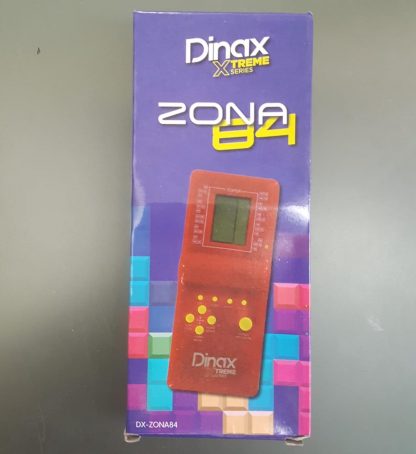 Dinax
XTREME
SERIES
ZONA
84
Dinax
XTREME
DX-ZONA84